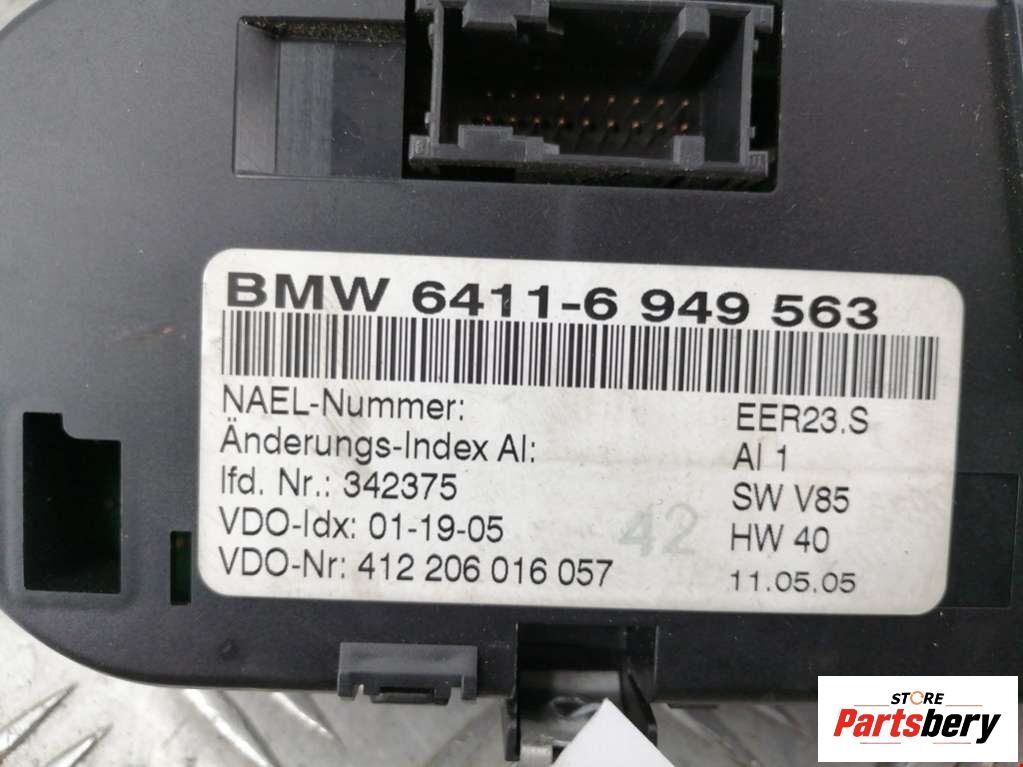 BMW 6411-6 949 563
NAEL-Nummer: EER23.S
Änderungs-Index AI: AI 1
lfd. Nr.: 342375 SW V85
VDO-Idx: 01-19-05 42 HW 40
VDO-Nr: 412 206 016 057 11.05.05
STORE
Partsbery